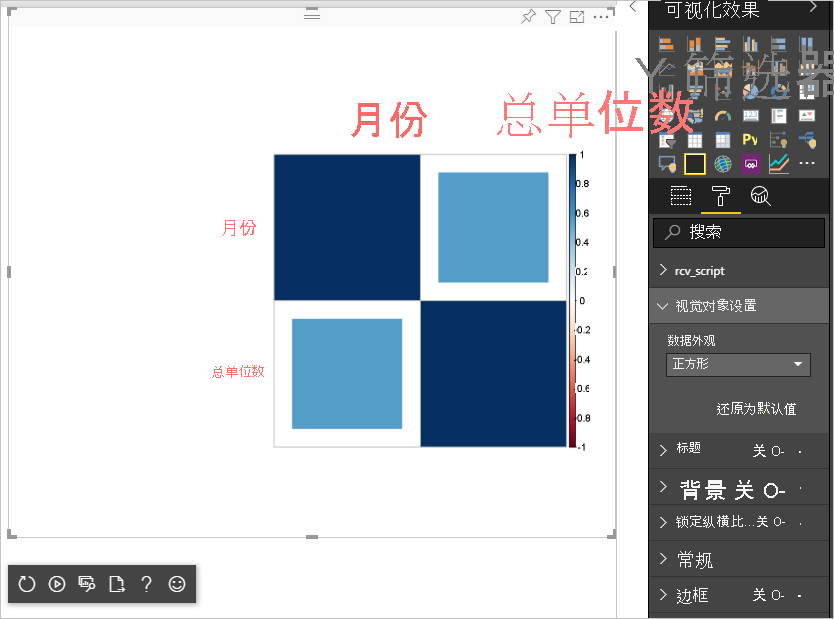 可视化效果
筛选器
月份 总单位数
Py
月份
总单位数
1
0.8
0.6
0.4
0.2
0
-0.2
-0.4
-0.6
-0.8
-1
搜索
rcv_script
视觉对象设置
数据外观
正方形
还原为默认值
标题 关
背景 关
锁定纵横比... 关
常规
边框 关